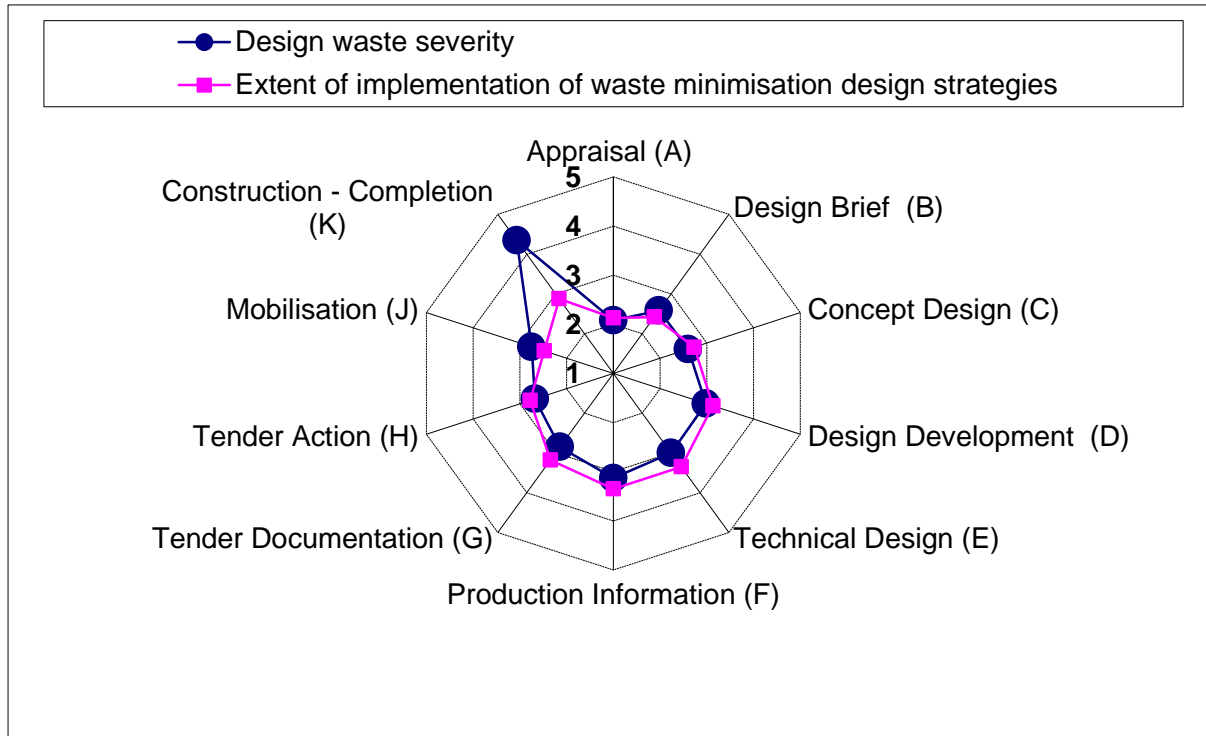 Design waste severity
Extent of implementation of waste minimisation design strategies
Appraisal (A)
5
Construction - Completion
(K)
Design Brief  (B)
4
3
Mobilisation (J)
Concept Design (C)
2
1
Tender Action (H)
Design Development  (D)
Tender Documentation (G)
Technical Design (E)
Production Information (F)